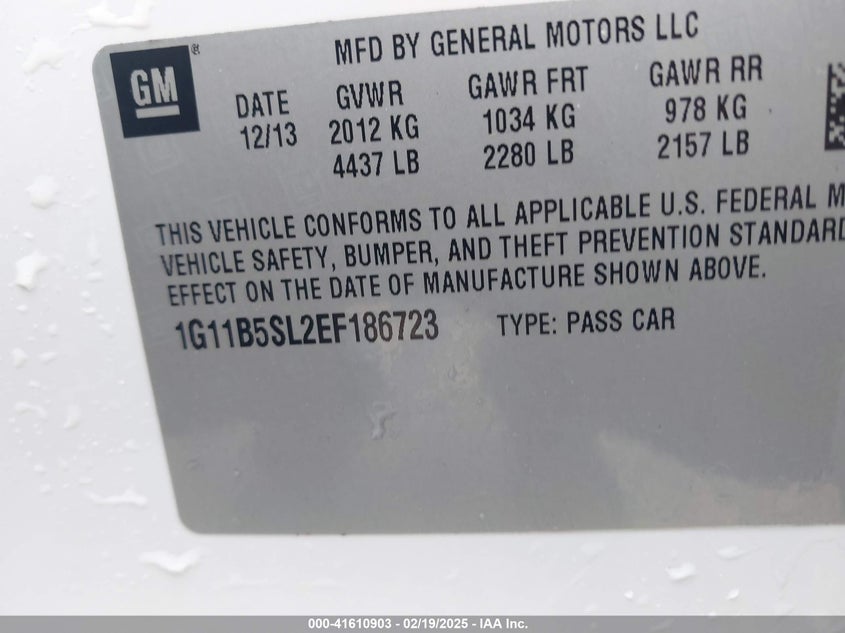 GM®
MFD BY GENERAL MOTORS LLC
DATE GVWR GAWR FRT GAWR RR
12/13 2012 KG 1034 KG 978 KG
4437 LB 2280 LB 2157 LB
THIS VEHICLE CONFORMS TO ALL APPLICABLE U.S. FEDERAL M
VEHICLE SAFETY, BUMPER, AND THEFT PREVENTION STANDARD
EFFECT ON THE DATE OF MANUFACTURE SHOWN ABOVE.
1G11B5SL2EF186723 TYPE: PASS CAR
000-41610903 - 02/19/2025 - IAA Inc.